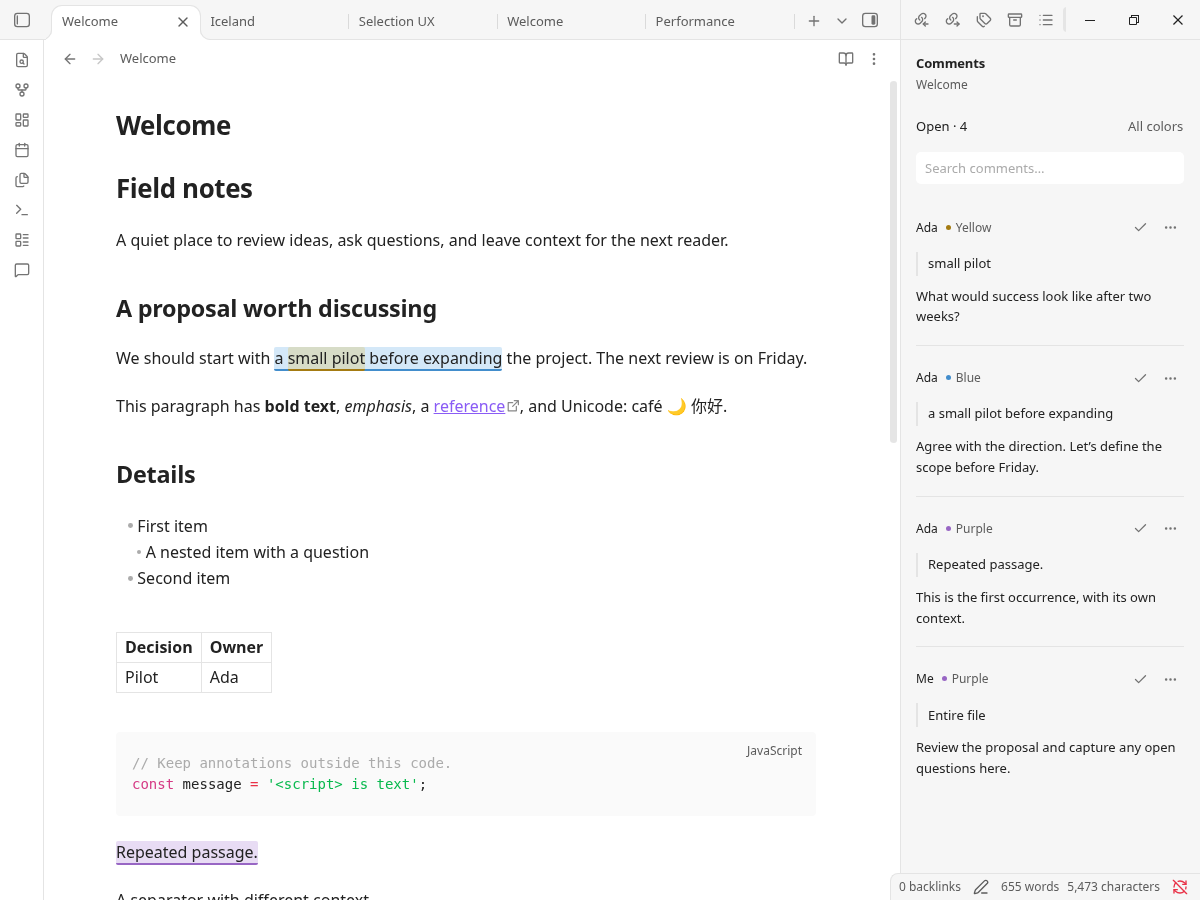 Welcome
Iceland
Selection UX
Welcome
Performance
Welcome
Welcome
Field notes
A quiet place to review ideas, ask questions, and leave context for the next reader.
A proposal worth discussing
We should start with a small pilot before expanding the project. The next review is on Friday.
This paragraph has bold text, emphasis, a reference, and Unicode: café 🌙 你好.
Details
First item
A nested item with a question
Second item
Decision Owner
Pilot Ada
JavaScript
// Keep annotations outside this code.
const message = '<script> is text';
Repeated passage.
A separator with different context
Comments
Welcome
Open · 4 All colors
Search comments...
Ada • Yellow
small pilot
What would success look like after two
weeks?
Ada • Blue
a small pilot before expanding
Agree with the direction. Let's define the
scope before Friday.
Ada • Purple
Repeated passage.
This is the first occurrence, with its own
context.
Me • Purple
Entire file
Review the proposal and capture any open
questions here.
0 backlinks 655 words 5,473 characters